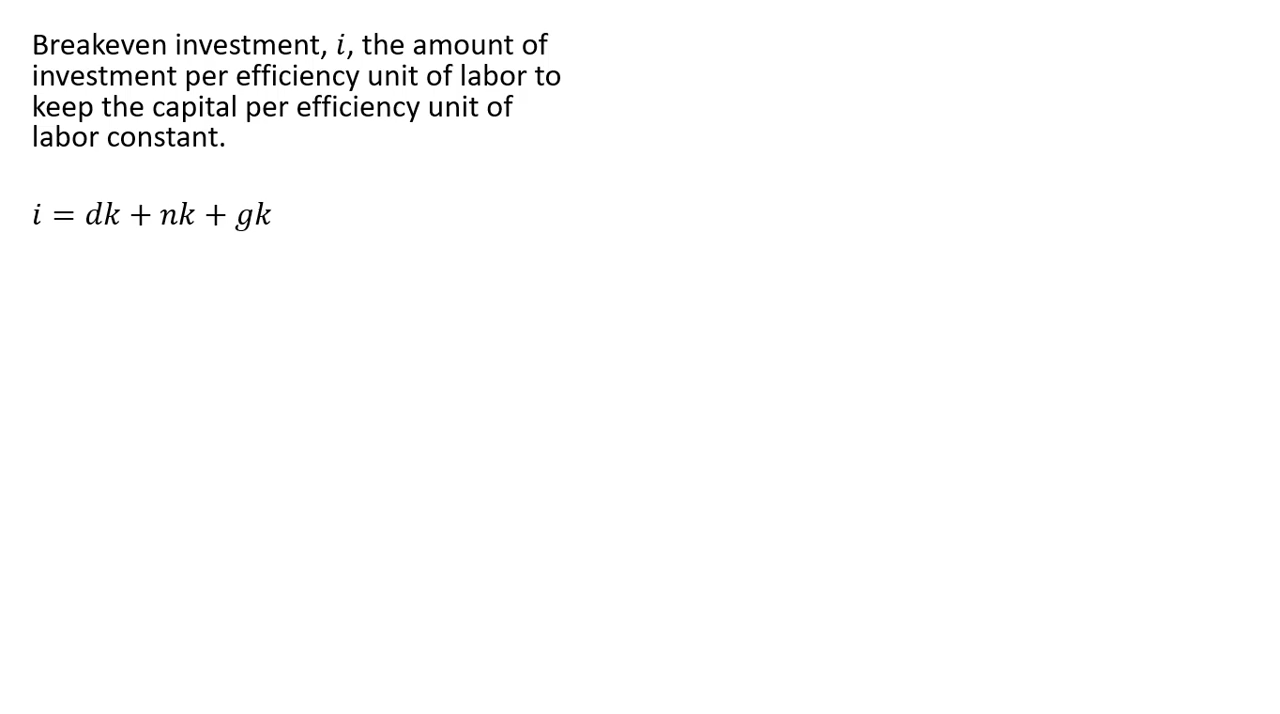 Breakeven investment, 𝑖, the amount of
investment per efficiency unit of labor to
keep the capital per efficiency unit of
labor constant.
𝑖 = 𝑑𝑘 + 𝑛𝑘 + 𝑔𝑘